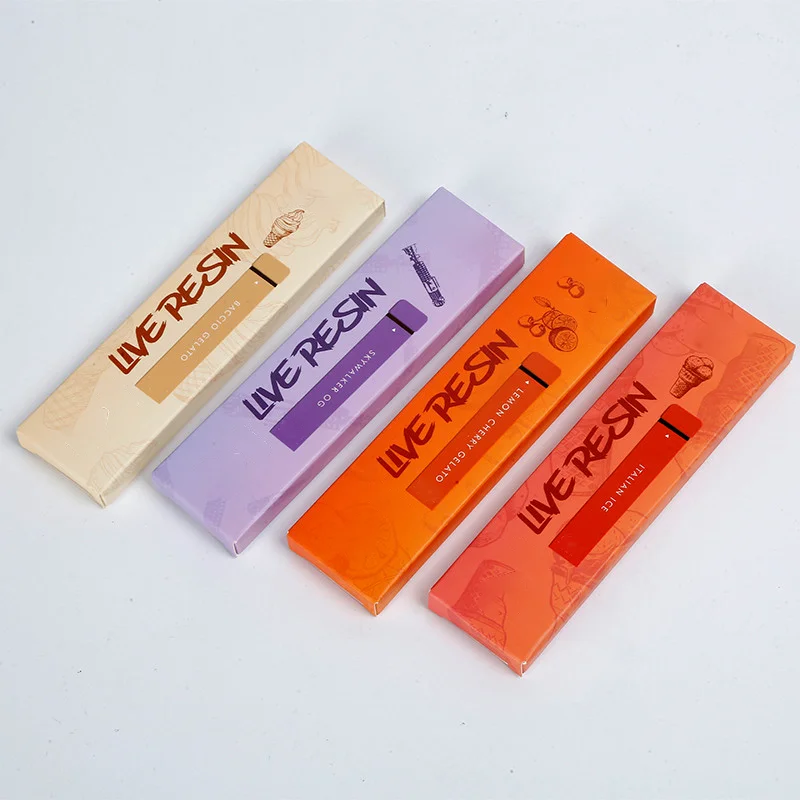 LIVE RESIN
BACCIO GELATO
LIVE RESIN
SKYWALKER OG
LIVE RESIN
LEMON CHERRY GELATO
LIVE RESIN
ITALIAN ICE